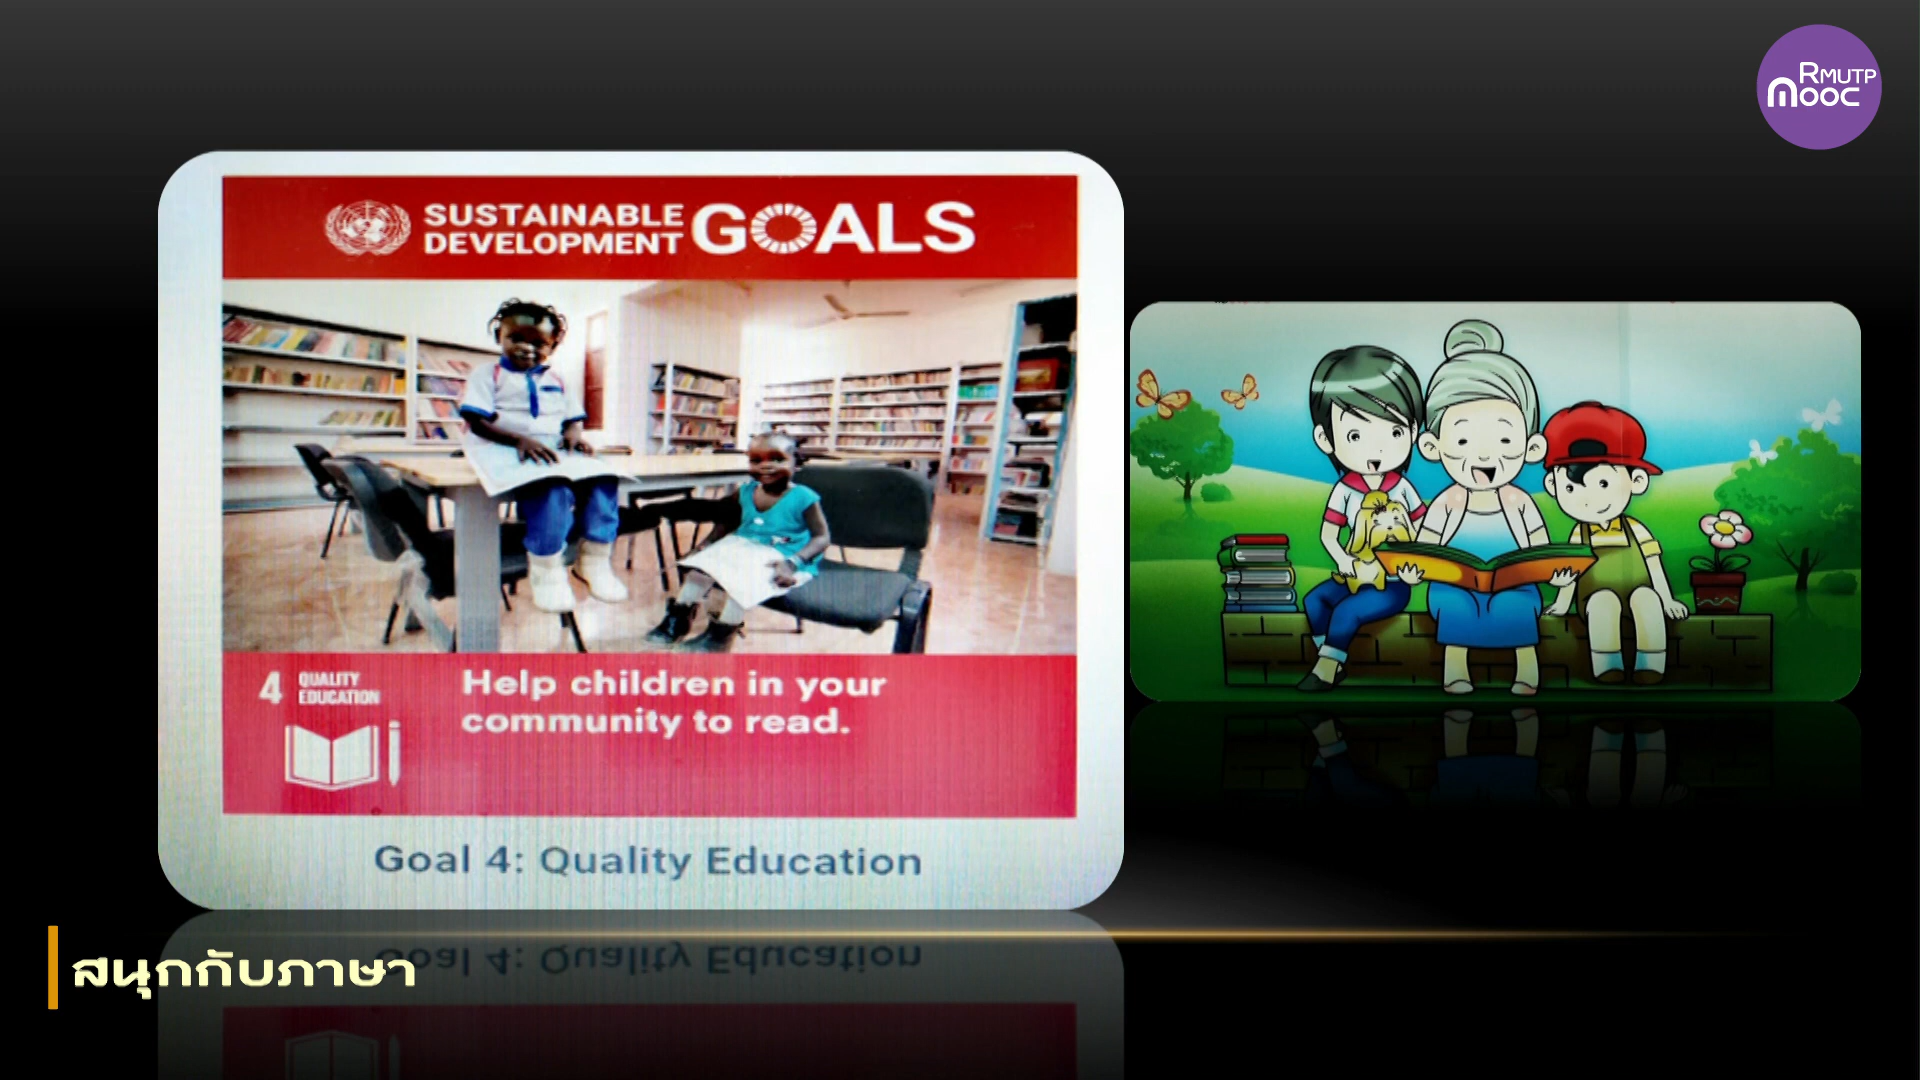 RMUTP
MOOC
SUSTAINABLE
DEVELOPMENT GOALS
4 QUALITY
EDUCATION
Help children in your
community to read.
Goal 4: Quality Education
สนุกกับภาษา